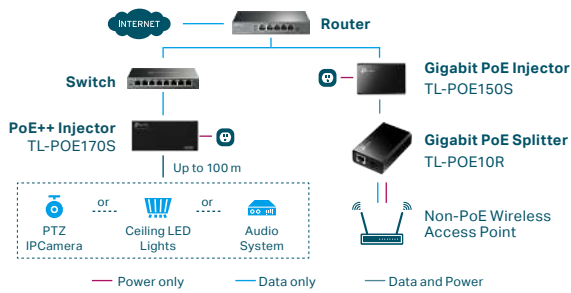 INTERNET
Router
Switch
Gigabit PoE Injector
TL-POE150S
PoE++ Injector
TL-POE170S
Gigabit PoE Splitter
TL-POE10R
Up to 100 m
or
or
PTZ
IPCamera
Ceiling LED
Lights
Audio
System
Non-PoE Wireless
Access Point
Power only
Data only
Data and Power